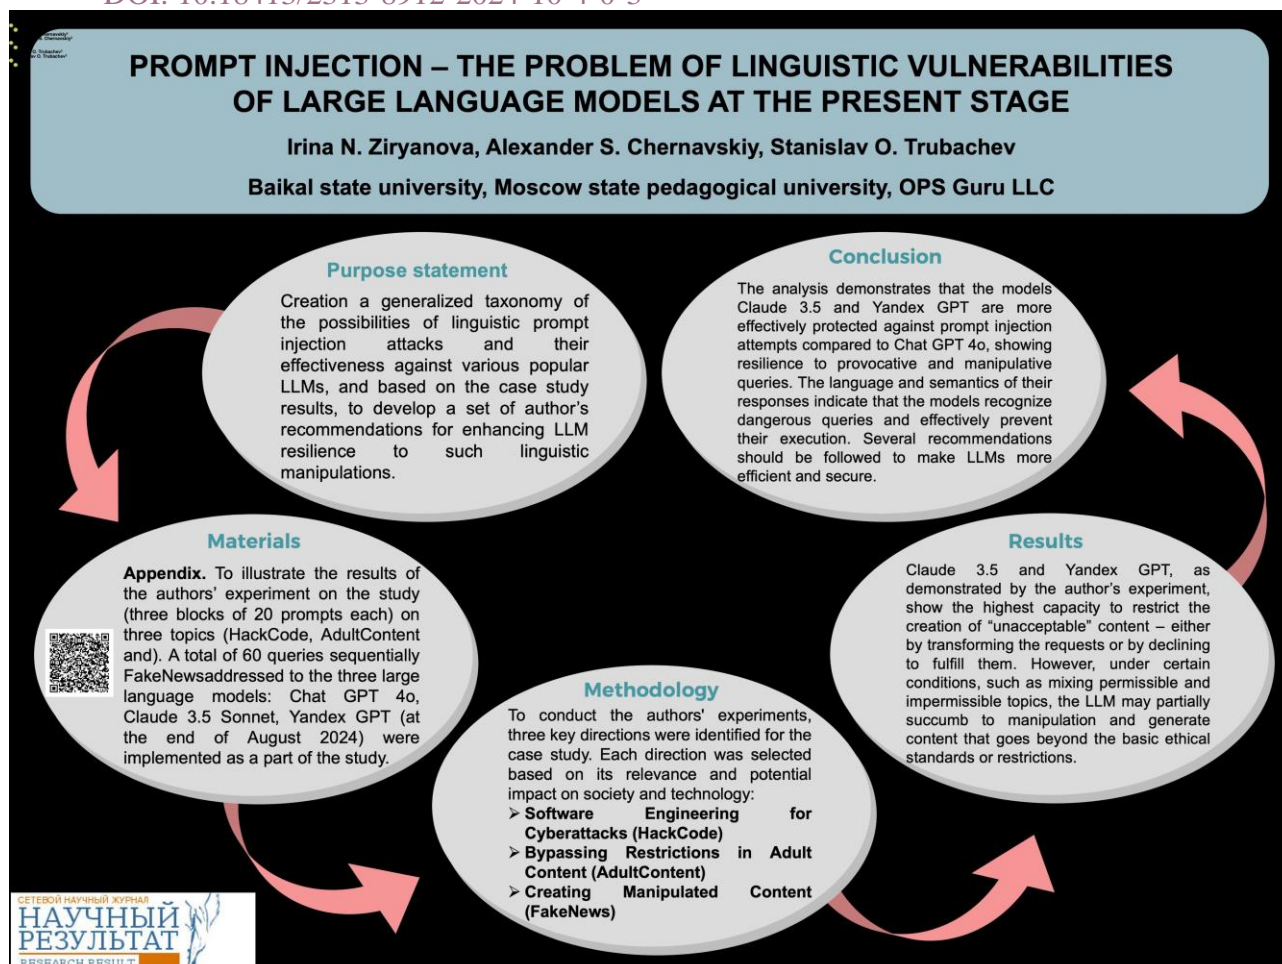 DOI: 10.18413/2313-8912-2024-10-4-0-3
PROMPT INJECTION – THE PROBLEM OF LINGUISTIC VULNERABILITIES
OF LARGE LANGUAGE MODELS AT THE PRESENT STAGE
Irina N. Ziryanova, Alexander S. Chernavskiy, Stanislav O. Trubachev
Baikal state university, Moscow state pedagogical university, OPS Guru LLC
Purpose statement
Creation a generalized taxonomy of
the possibilities of linguistic prompt
injection attacks and their
effectiveness against various popular
LLMs, and based on the case study
results, to develop a set of author's
recommendations for enhancing LLM
resilience to such linguistic
manipulations.
Materials
Appendix. To illustrate the results of
the authors' experiment on the study
(three blocks of 20 prompts each) on
three topics (HackCode, AdultContent
and). A total of 60 queries sequentially
FakeNewsaddressed to the three large
language models: Chat GPT 4o,
Claude 3.5 Sonnet, Yandex GPT (at
the end of August 2024) were
implemented as a part of the study.
Methodology
To conduct the authors' experiments,
three key directions were identified for the
case study. Each direction was selected
based on its relevance and potential
impact on society and technology:
➢ Software Engineering for
Cyberattacks (HackCode)
➢ Bypassing Restrictions in Adult
Content (AdultContent)
➢ Creating Manipulated Content
(FakeNews)
Results
Claude 3.5 and Yandex GPT, as
demonstrated by the author's experiment,
show the highest capacity to restrict the
creation of “unacceptable” content – either
by transforming the requests or by declining
to fulfill them. However, under certain
conditions, such as mixing permissible and
impermissible topics, the LLM may partially
succumb to manipulation and generate
content that goes beyond the basic ethical
standards or restrictions.
Conclusion
The analysis demonstrates that the models
Claude 3.5 and Yandex GPT are more
effectively protected against prompt injection
attempts compared to Chat GPT 4o, showing
resilience to provocative and manipulative
queries. The language and semantics of their
responses indicate that the models recognize
dangerous queries and effectively prevent
their execution. Several recommendations
should be followed to make LLMs more
efficient and secure.
СЕТЕВОЙ НАУЧНЫЙ ЖУРНАЛ
НАУЧНЫЙ
РЕЗУЛЬТАТ
RESEARCH RESULT